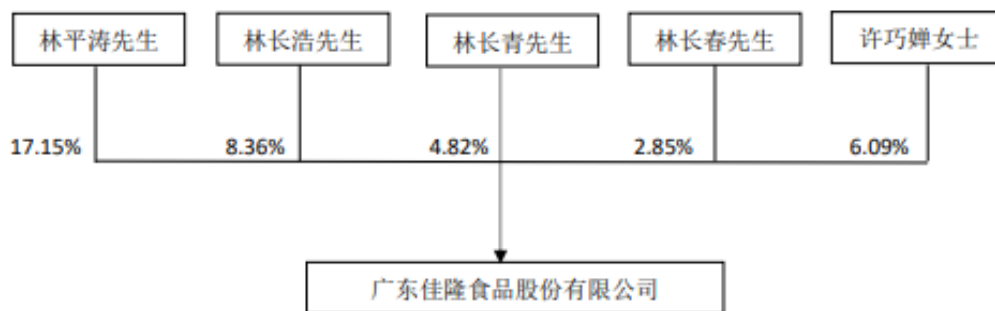 林平涛先生
林长浩先生
林长青先生
林长春先生
许巧婵女士
17.15%
8.36%
4.82%
2.85%
6.09%
广东佳隆食品股份有限公司